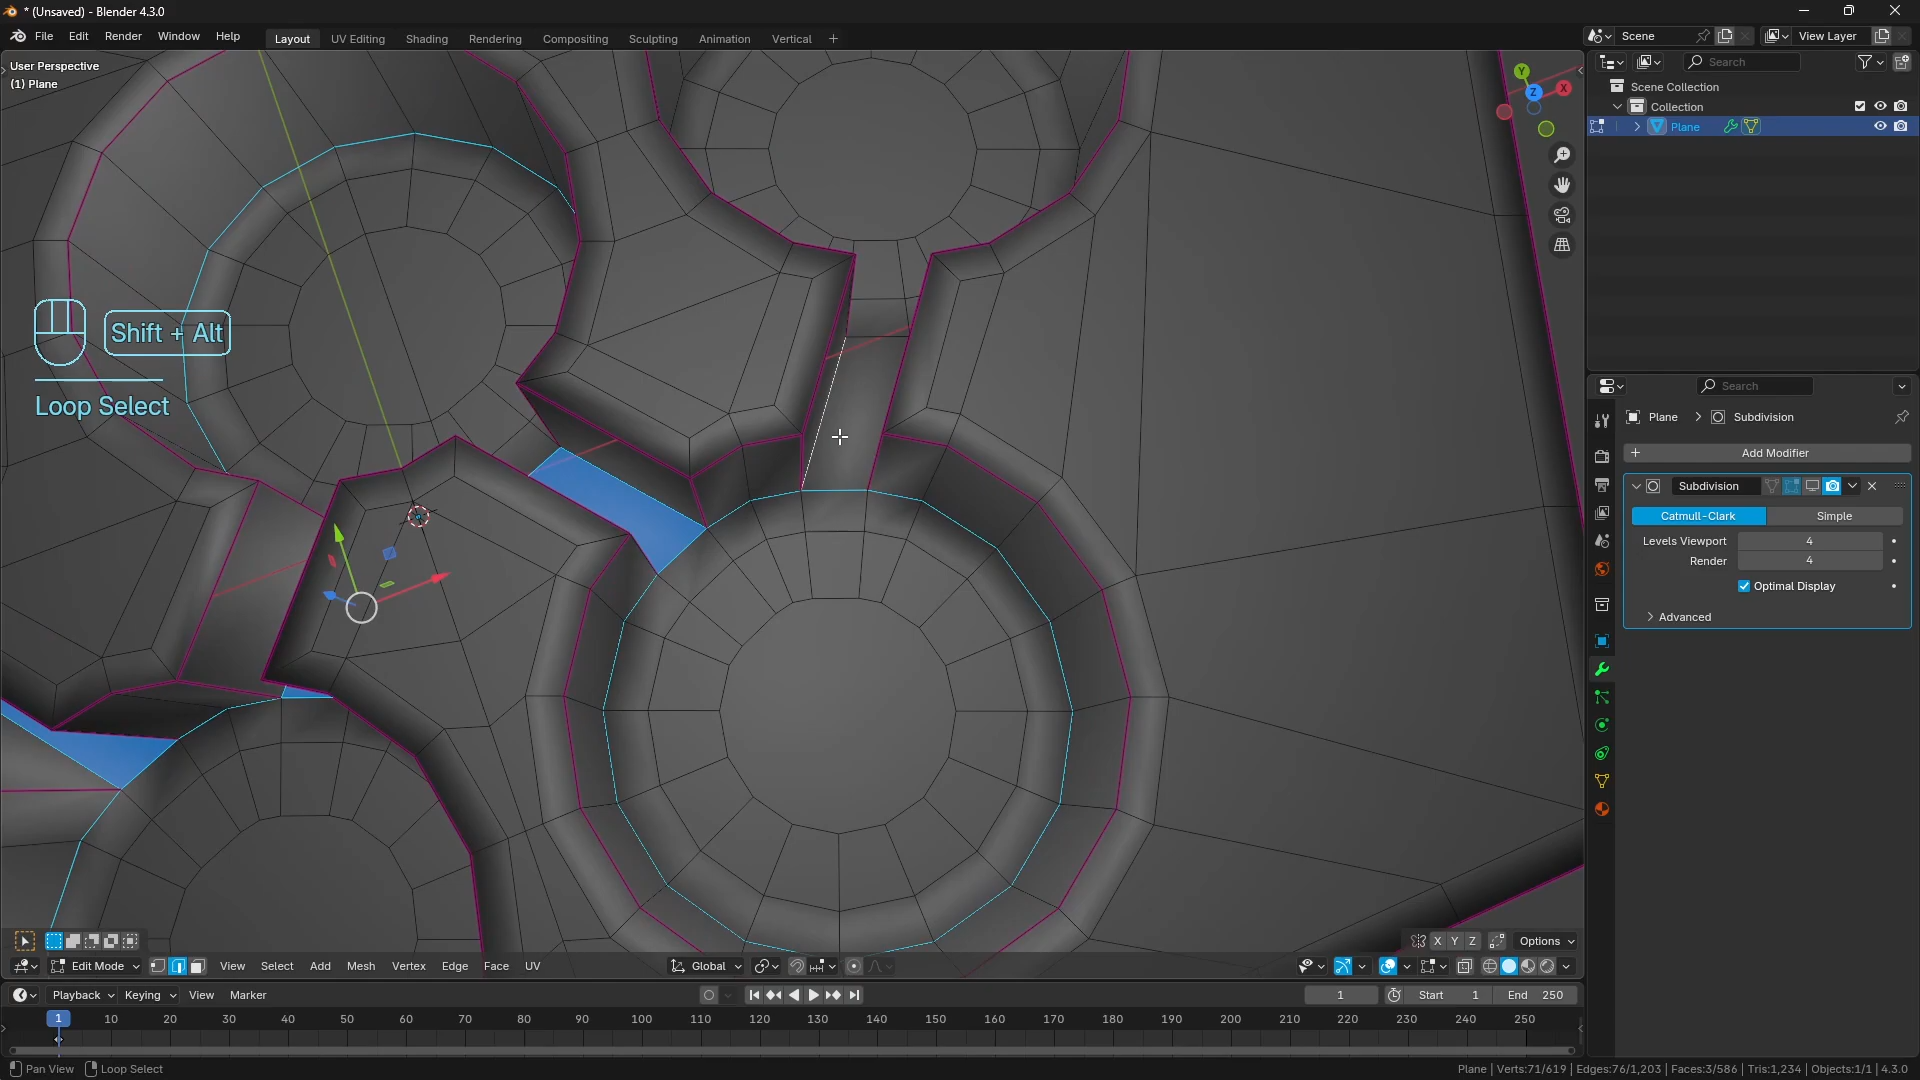 * (Unsaved) - Blender 4.3.0
File Edit Render Window Help Layout UV Editing Shading Rendering Compositing Sculpting Animation Vertical + Scene View Layer
User Perspective
(1) Plane
Y
X
Z
Search
Scene Collection
Collection
Plane
Shift + Alt
Loop Select
Search
Plane > Subdivision
+ Add Modifier
Subdivision
Catmull-Clark Simple
Levels Viewport 4
Render 4
Optimal Display
Advanced
X Y Z Options
Edit Mode View Select Add Mesh Vertex Edge Face UV Global
Playback Keying View Marker 1 Start 1 End 250
1 10 20 30 40 50 60 70 80 90 100 110 120 130 140 150 160 170 180 190 200 210 220 230 240 250
Pan View Loop Select Plane | Verts:71/619 | Edges:76/1,203 | Faces:3/586 | Tris:1,234 | Objects:1/1 | 4.3.0